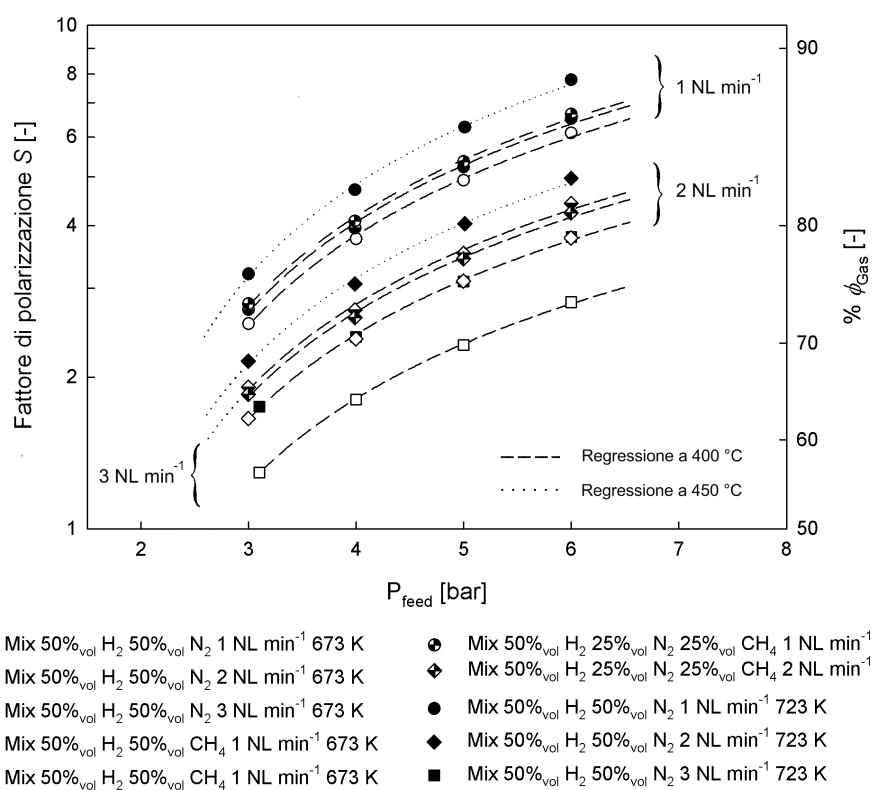 10
8
6
4
2
1
Fattore di polarizzazione S [-]
90
80
70
60
50
% ϕGas [-]
1 NL min⁻¹
2 NL min⁻¹
3 NL min⁻¹
Regressione a 400 °C
Regressione a 450 °C
2 3 4 5 6 7 8
Pfeed [bar]
Mix 50%vol H₂ 50%vol N₂ 1 NL min⁻¹ 673 K
Mix 50%vol H₂ 50%vol N₂ 2 NL min⁻¹ 673 K
Mix 50%vol H₂ 50%vol N₂ 3 NL min⁻¹ 673 K
Mix 50%vol H₂ 50%vol CH₄ 1 NL min⁻¹ 673 K
Mix 50%vol H₂ 50%vol CH₄ 1 NL min⁻¹ 673 K
Mix 50%vol H₂ 25%vol N₂ 25%vol CH₄ 1 NL min⁻¹
Mix 50%vol H₂ 25%vol N₂ 25%vol CH₄ 2 NL min⁻¹
Mix 50%vol H₂ 50%vol N₂ 1 NL min⁻¹ 723 K
Mix 50%vol H₂ 50%vol N₂ 2 NL min⁻¹ 723 K
Mix 50%vol H₂ 50%vol N₂ 3 NL min⁻¹ 723 K